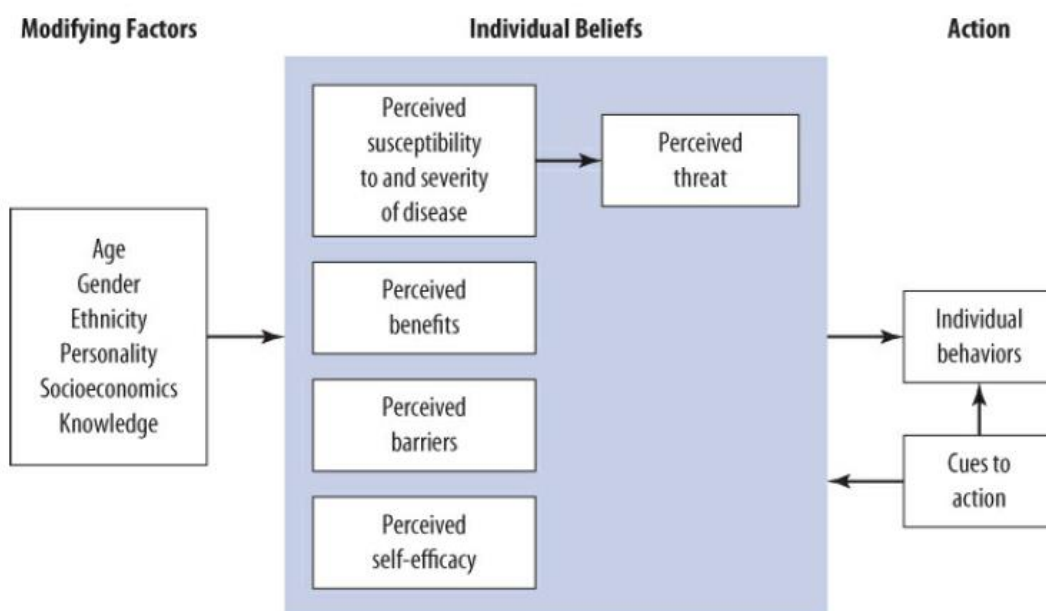 Modifying Factors
Individual Beliefs
Action
Age
Gender
Ethnicity
Personality
Socioeconomics
Knowledge
Perceived
susceptibility
to and severity
of disease
Perceived
threat
Perceived
benefits
Perceived
barriers
Perceived
self-efficacy
Individual
behaviors
Cues to
action